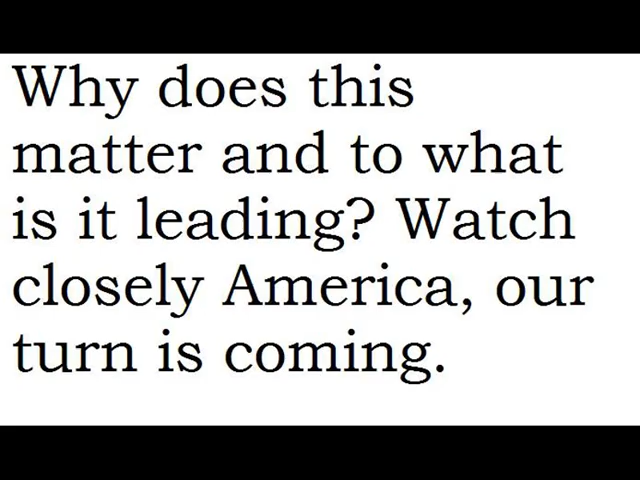 Why does this
matter and to what
is it leading? Watch
closely America, our
turn is coming.